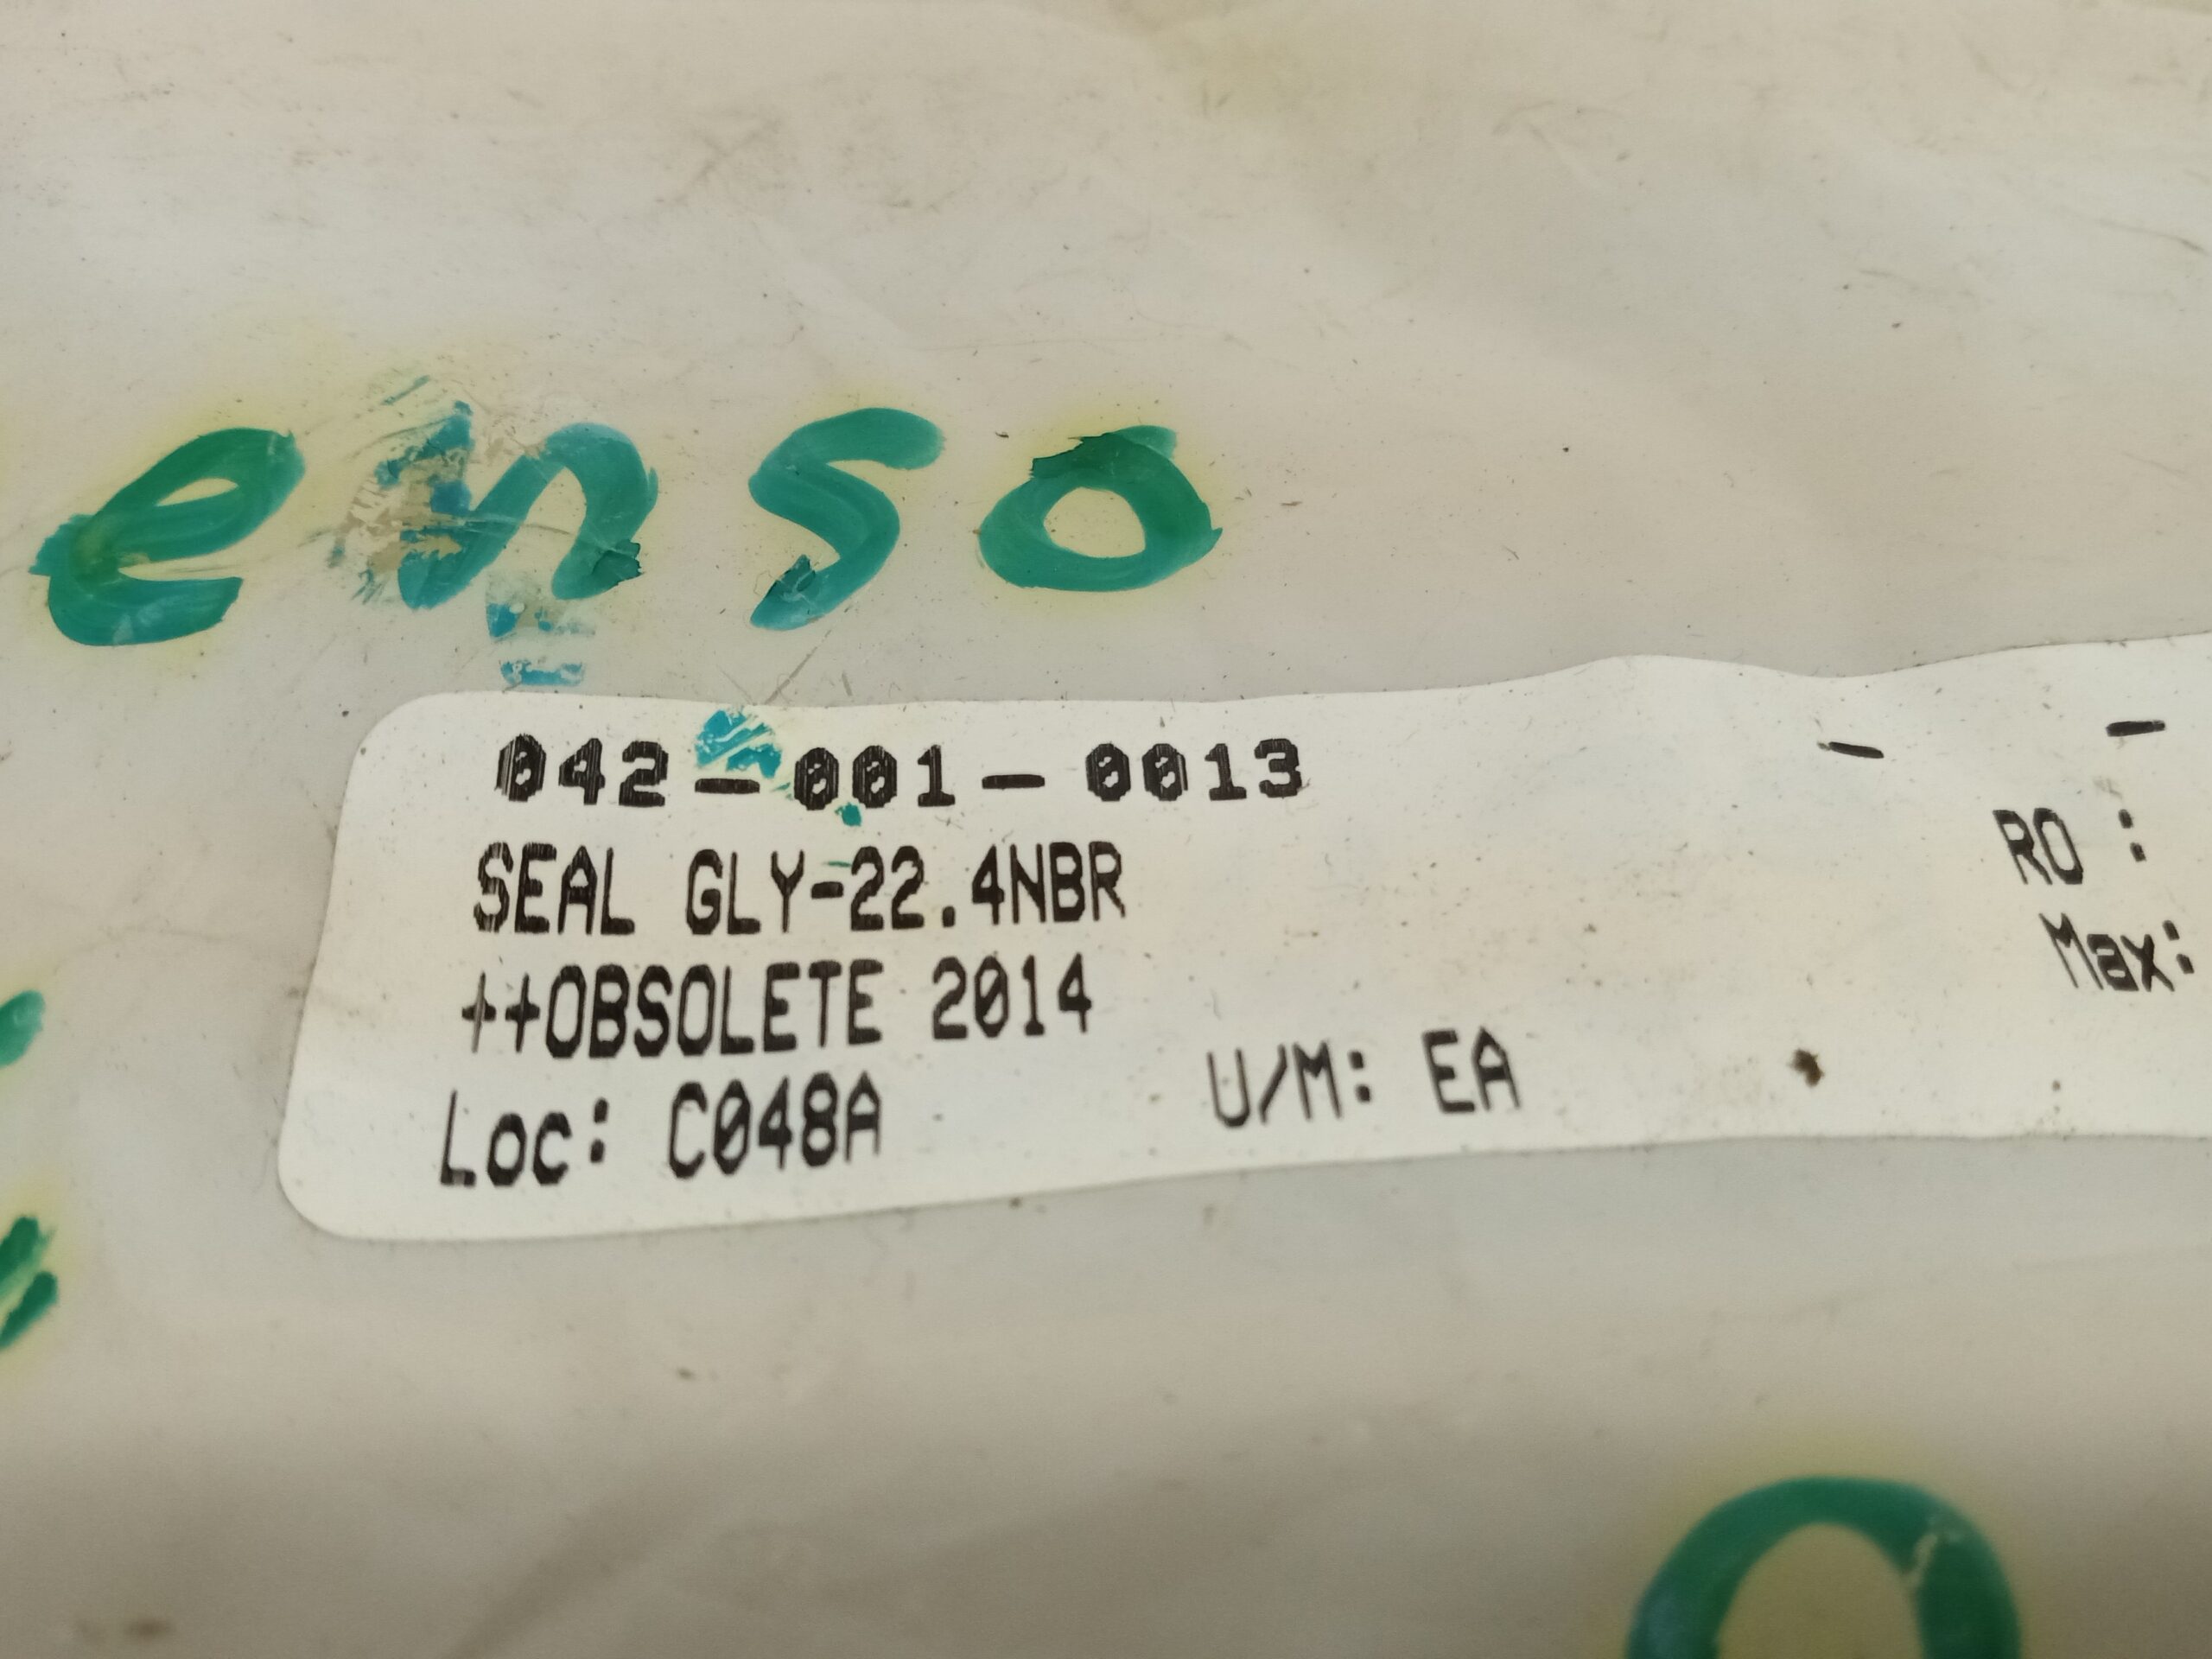 enso
042-001-0013
SEAL GLY-22.4NBR
++OBSOLETE 2014
Loc: C048A U/M: EA
- -
RO :
Max: